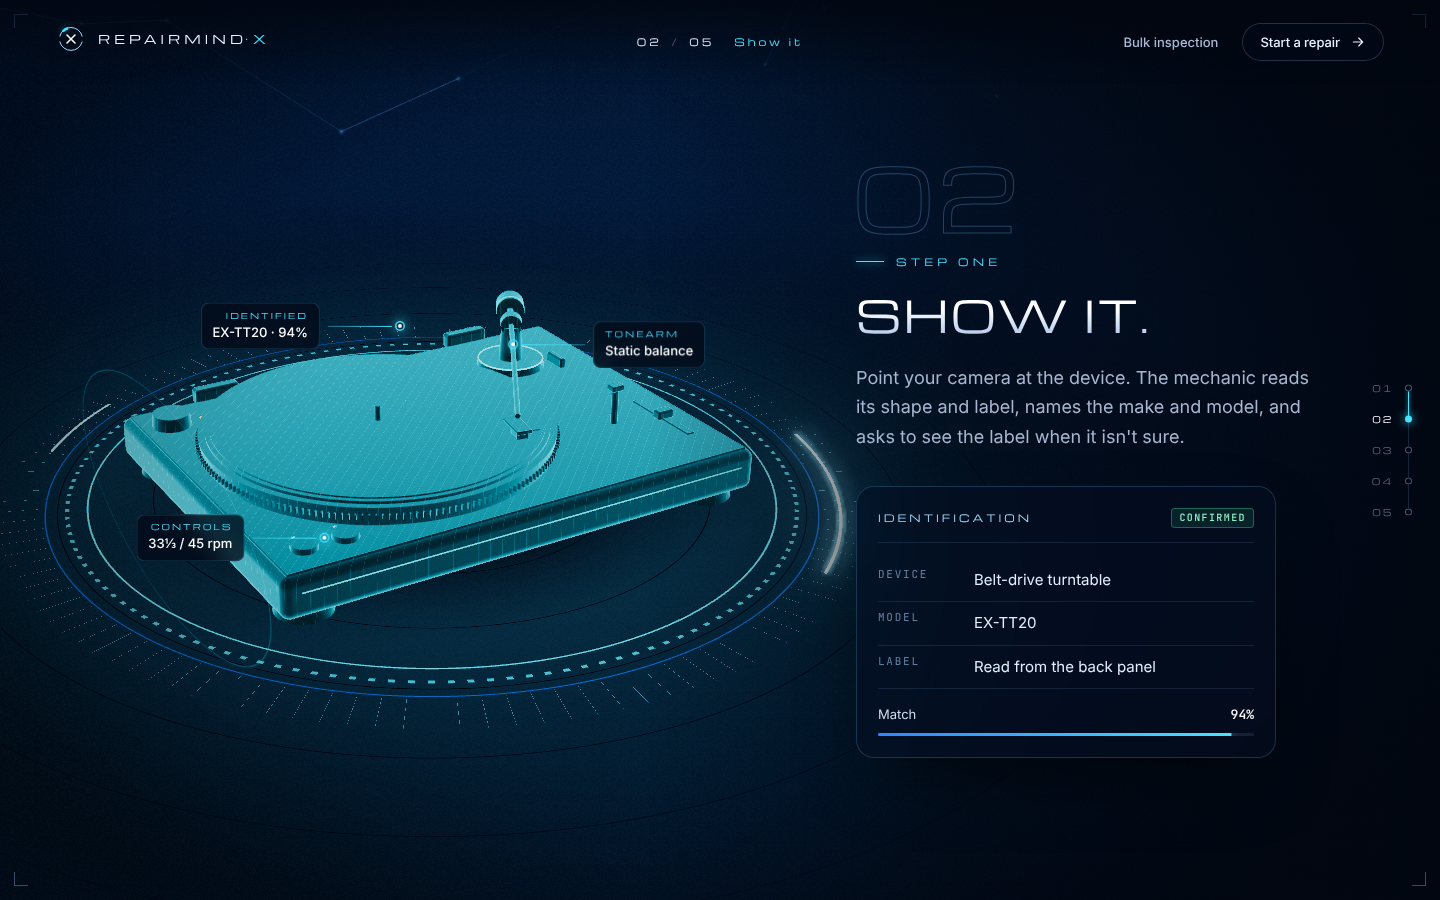 REPAIRMIND·X
02 / 05 Show it
Bulk inspection
Start a repair →
02
STEP ONE
SHOW IT.
Point your camera at the device. The mechanic reads
its shape and label, names the make and model, and
asks to see the label when it isn't sure.
IDENTIFIED
EX-TT20 · 94%
TONEARM
Static balance
CONTROLS
33⅓ / 45 rpm
IDENTIFICATION
CONFIRMED
DEVICE Belt-drive turntable
MODEL EX-TT20
LABEL Read from the back panel
Match 94%
01
02
03
04
05